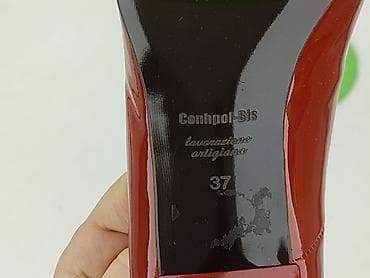 Conhpol-Bis
lavorazione
artigiana
37